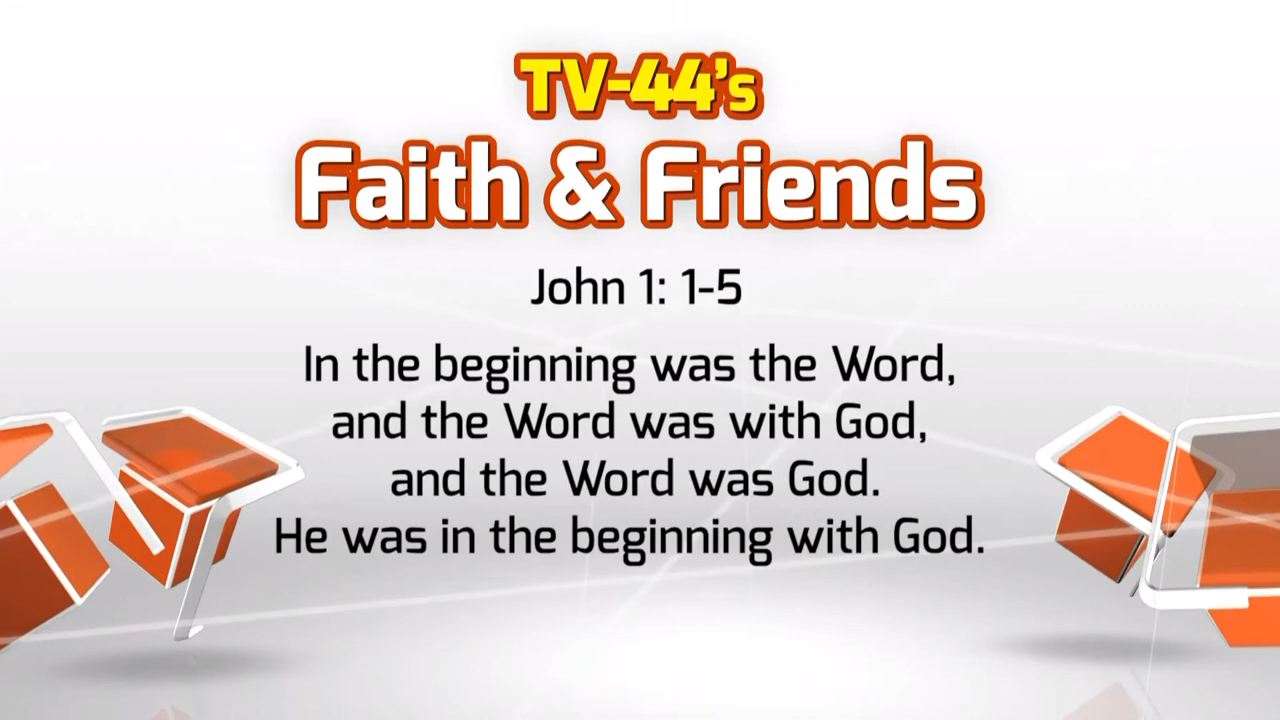 TV-44's
Faith & Friends
John 1: 1-5
In the beginning was the Word,
and the Word was with God,
and the Word was God.
He was in the beginning with God.